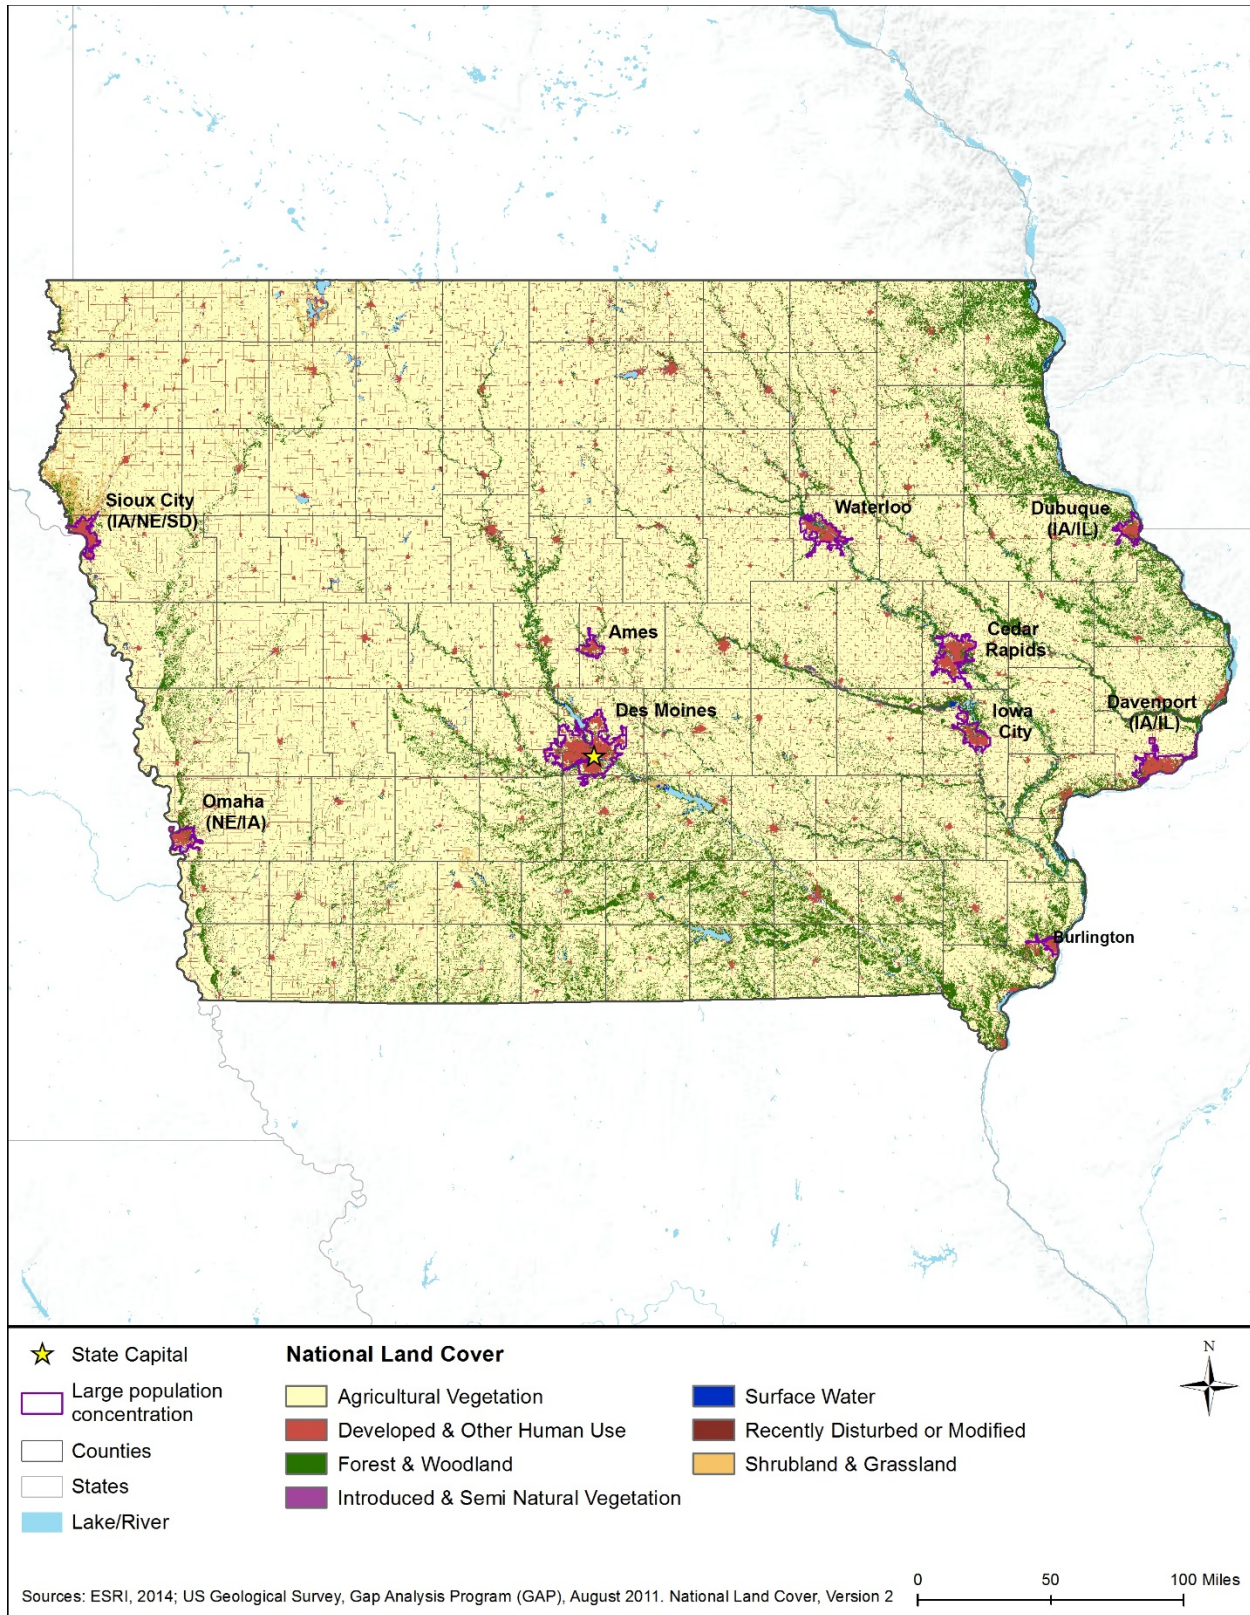 Sioux City
(IA/NE/SD)
Waterloo
Dubuque
(IA/IL)
Ames
Cedar
Rapids
Des Moines
Iowa
City
Davenport
(IA/IL)
Omaha
(NE/IA)
Burlington
State Capital
Large population
concentration
Counties
States
Lake/River
National Land Cover
Agricultural Vegetation
Developed & Other Human Use
Forest & Woodland
Introduced & Semi Natural Vegetation
Surface Water
Recently Disturbed or Modified
Shrubland & Grassland
N
Sources: ESRI, 2014; US Geological Survey, Gap Analysis Program (GAP), August 2011. National Land Cover, Version 2
0 50 100 Miles